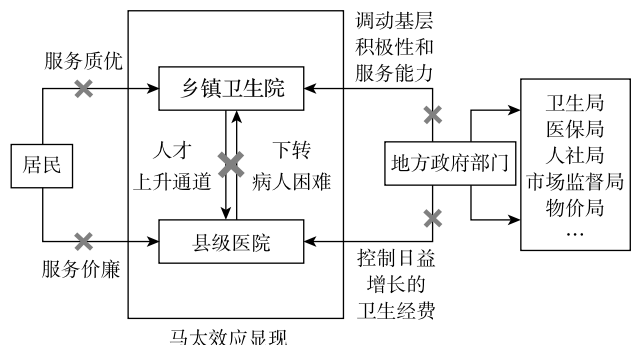 服务质优
居民
服务价廉
乡镇卫生院
人才
上升通道
下转
病人困难
县级医院
马太效应显现
调动基层
积极性和
服务能力
地方政府部门
控制日益
增长的
卫生经费
卫生局
医保局
人社局
市场监督局
物价局
…